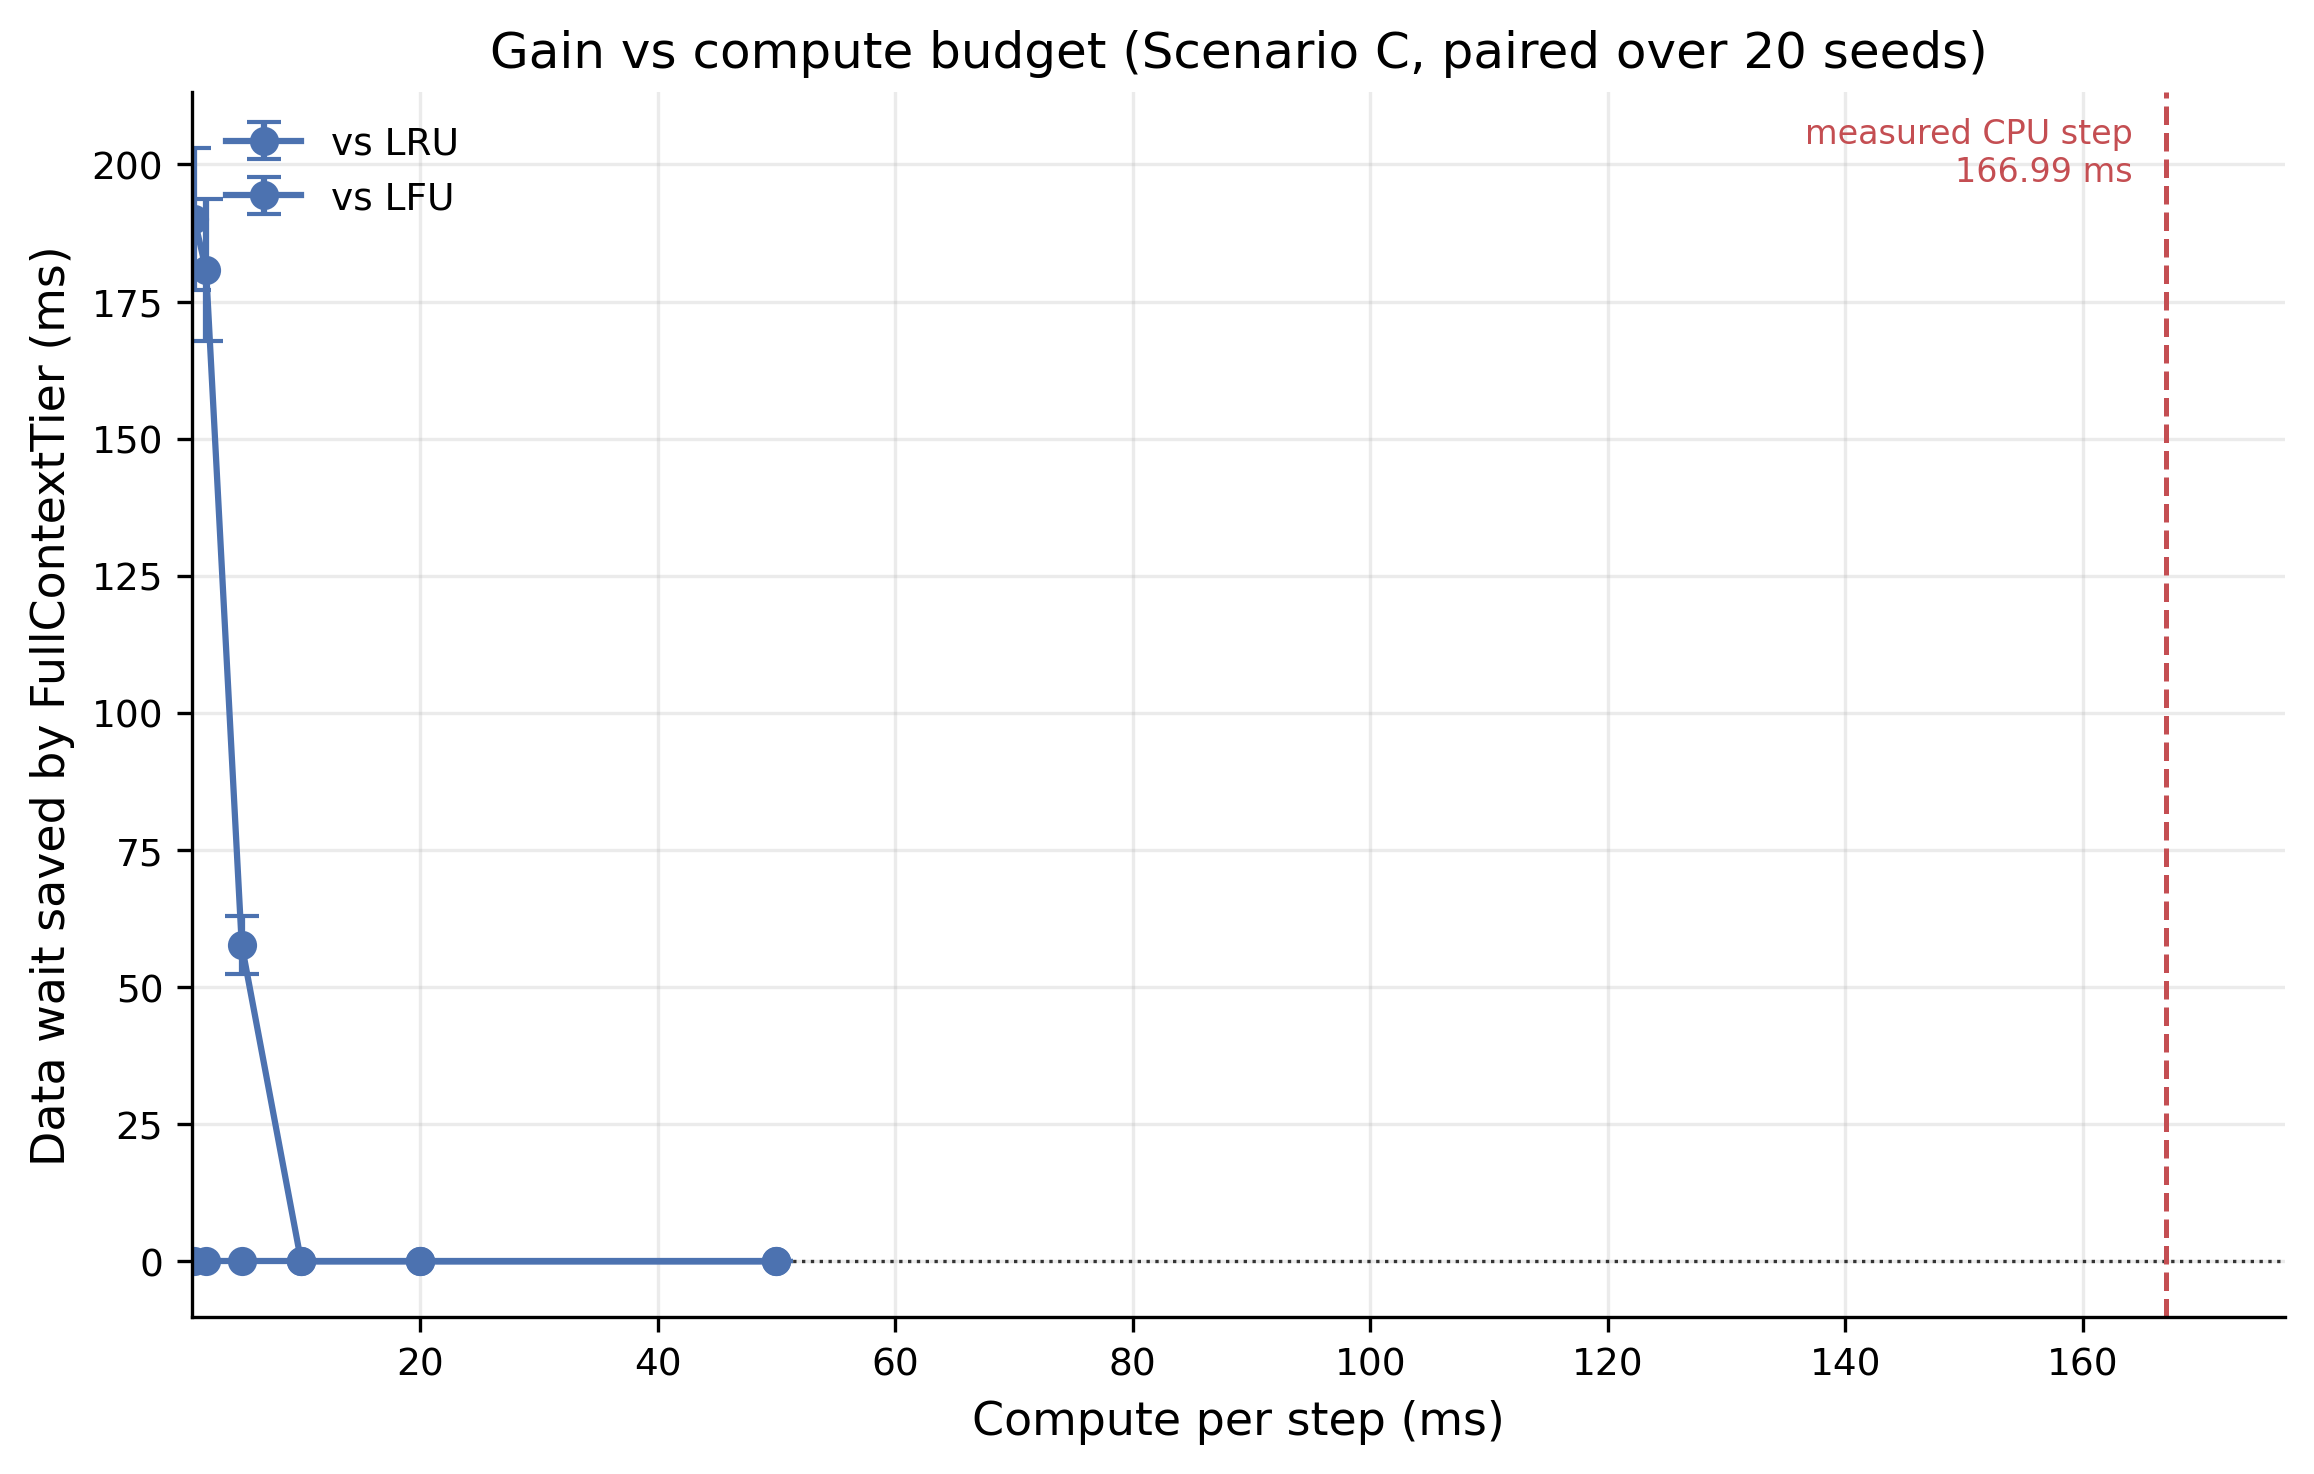 Gain vs compute budget (Scenario C, paired over 20 seeds)
vs LRU
vs LFU
measured CPU step
166.99 ms
Data wait saved by FullContextTier (ms)
200
175
150
125
100
75
50
25
0
20 40 60 80 100 120 140 160
Compute per step (ms)